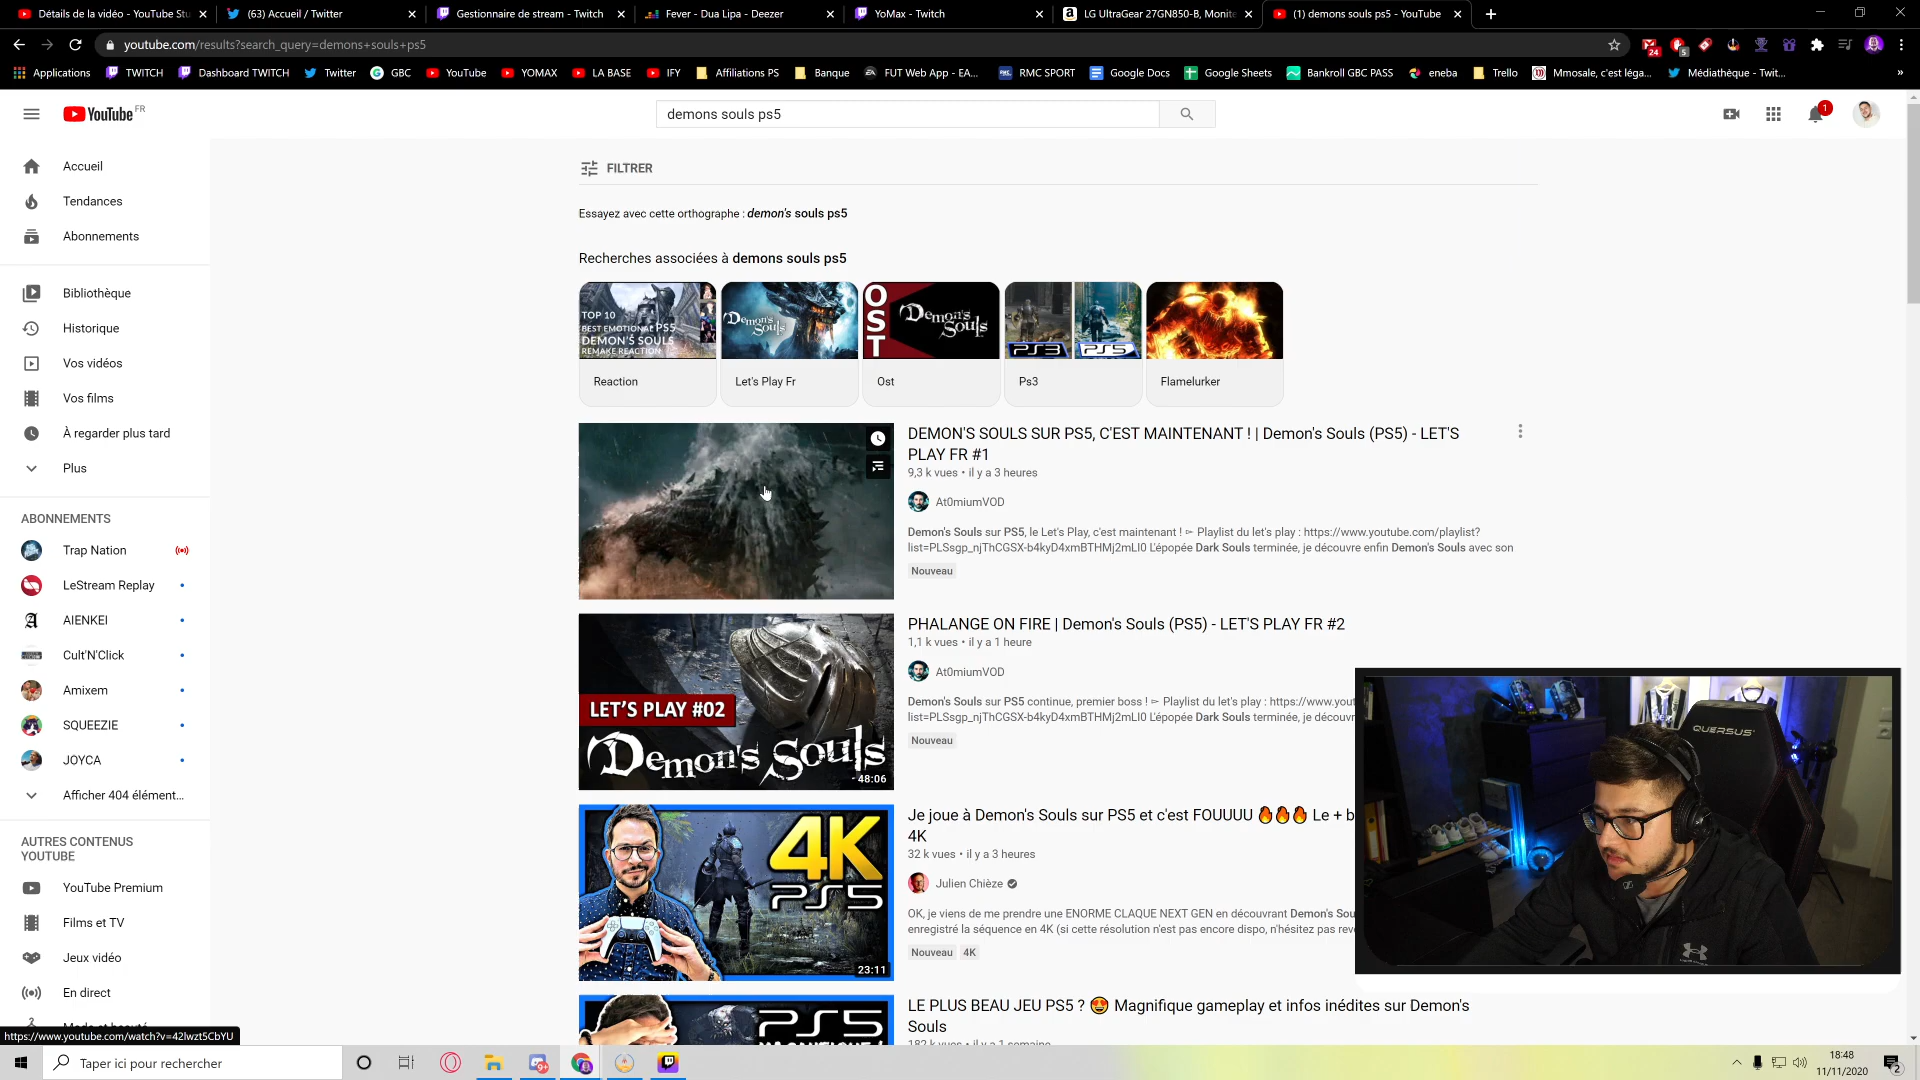 Détails de la vidéo - YouTube Stu
(63) Accueil / Twitter
Gestionnaire de stream - Twitch
Fever - Dua Lipa - Deezer
YoMax - Twitch
LG UltraGear 27GN850-B, Monite
(1) demons souls ps5 - YouTube
youtube.com/results?search_query=demons+souls+ps5
24
5
Applications
TWITCH
Dashboard TWITCH
Twitter
GBC
YouTube
YOMAX
LA BASE
IFY
Affiliations PS
Banque
FUT Web App - EA...
RMC SPORT
Google Docs
Google Sheets
Bankroll GBC PASS
eneba
Trello
Mmosale, c'est léga...
Médiathèque - Twit...
YouTube FR
demons souls ps5
1
Accueil
Tendances
Abonnements
Bibliothèque
Historique
Vos vidéos
Vos films
À regarder plus tard
Plus
ABONNEMENTS
Trap Nation
LeStream Replay
AIENKEI
Cult'N'Click
Amixem
SQUEEZIE
JOYCA
Afficher 404 élément...
AUTRES CONTENUS
YOUTUBE
YouTube Premium
Films et TV
Jeux vidéo
En direct
https://www.youtube.com/watch?v=42lwzt5CbYU
FILTRER
Essayez avec cette orthographe : demon's souls ps5
Recherches associées à demons souls ps5
TOP 10
BEST EMOTIONAL PS5
DEMON'S SOULS
REMAKE REACTION
Reaction
Demon's Souls
Let's Play Fr
OST
Demon's Souls
Ost
PS3
PS5
Ps3
Flamelurker
DEMON'S SOULS SUR PS5, C'EST MAINTENANT ! | Demon's Souls (PS5) - LET'S
PLAY FR #1
9,3 k vues • il y a 3 heures
At0miumVOD
Demon's Souls sur PS5, le Let's Play, c'est maintenant ! ► Playlist du let's play : https://www.youtube.com/playlist?
list=PLSsgp_njThCGSX-b4kyD4xmBTHMj2mLI0 L'épopée Dark Souls terminée, je découvre enfin Demon's Souls avec son
Nouveau
LET'S PLAY #02
Demon's Souls
48:06
PHALANGE ON FIRE | Demon's Souls (PS5) - LET'S PLAY FR #2
1,1 k vues • il y a 1 heure
At0miumVOD
Demon's Souls sur PS5 continue, premier boss ! ► Playlist du let's play : https://www.yout
list=PLSsgp_njThCGSX-b4kyD4xmBTHMj2mLI0 L'épopée Dark Souls terminée, je découvr
Nouveau
4K
PS5
23:11
Je joue à Demon's Souls sur PS5 et c'est FOUUUU 🔥🔥🔥 Le + b
4K
32 k vues • il y a 3 heures
Julien Chièze
OK, je viens de me prendre une ENORME CLAQUE NEXT GEN en découvrant Demon's Sou
enregistré la séquence en 4K (si cette résolution n'est pas encore dispo, n'hésitez pas rev
Nouveau
4K
PS5
LE PLUS BEAU JEU PS5 ? 😍 Magnifique gameplay et infos inédites sur Demon's
Souls
182 k vues • il y a 1 semaine
QUERSUS
Taper ici pour rechercher
18:48
11/11/2020
2